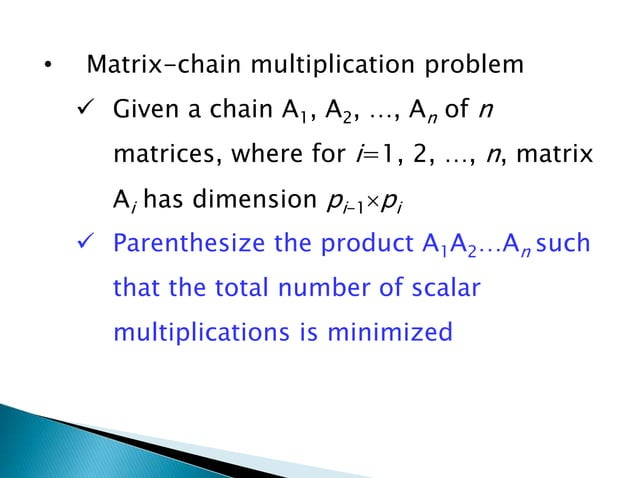 • Matrix-chain multiplication problem
✓ Given a chain A₁, A₂, …, Aₙ of n
matrices, where for i=1, 2, …, n, matrix
Aᵢ has dimension pᵢ₋₁×pᵢ
✓ Parenthesize the product A₁A₂…Aₙ such
that the total number of scalar
multiplications is minimized